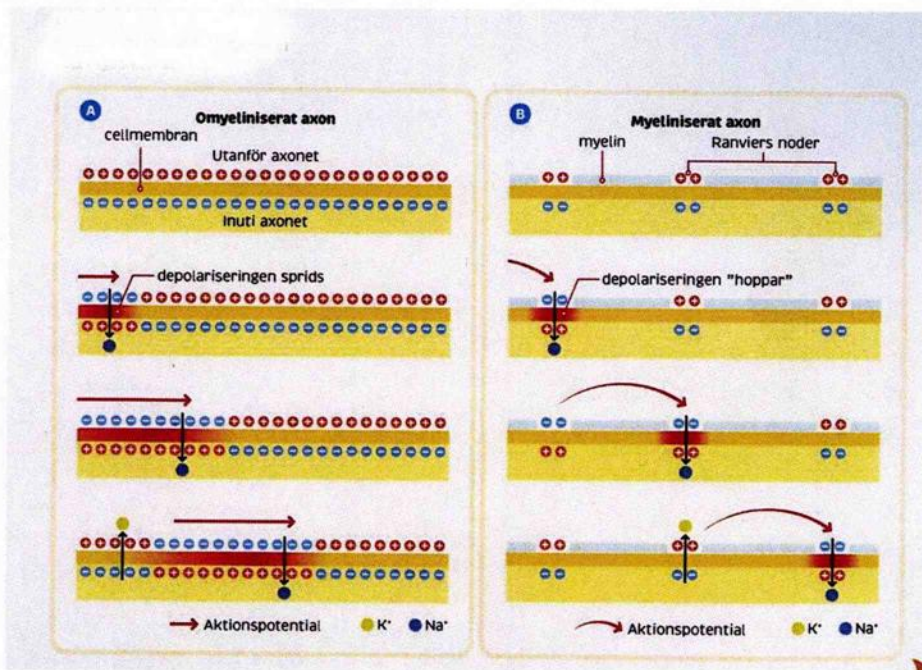 A
Omyeliniserat axon
cellmembran
Utanför axonet
Inuti axonet
depolariseringen sprids
Aktionspotential
K⁺
Na⁺
B
Myeliniserat axon
myelin
Ranviers noder
depolariseringen "hoppar"
Aktionspotential
K⁺
Na⁺